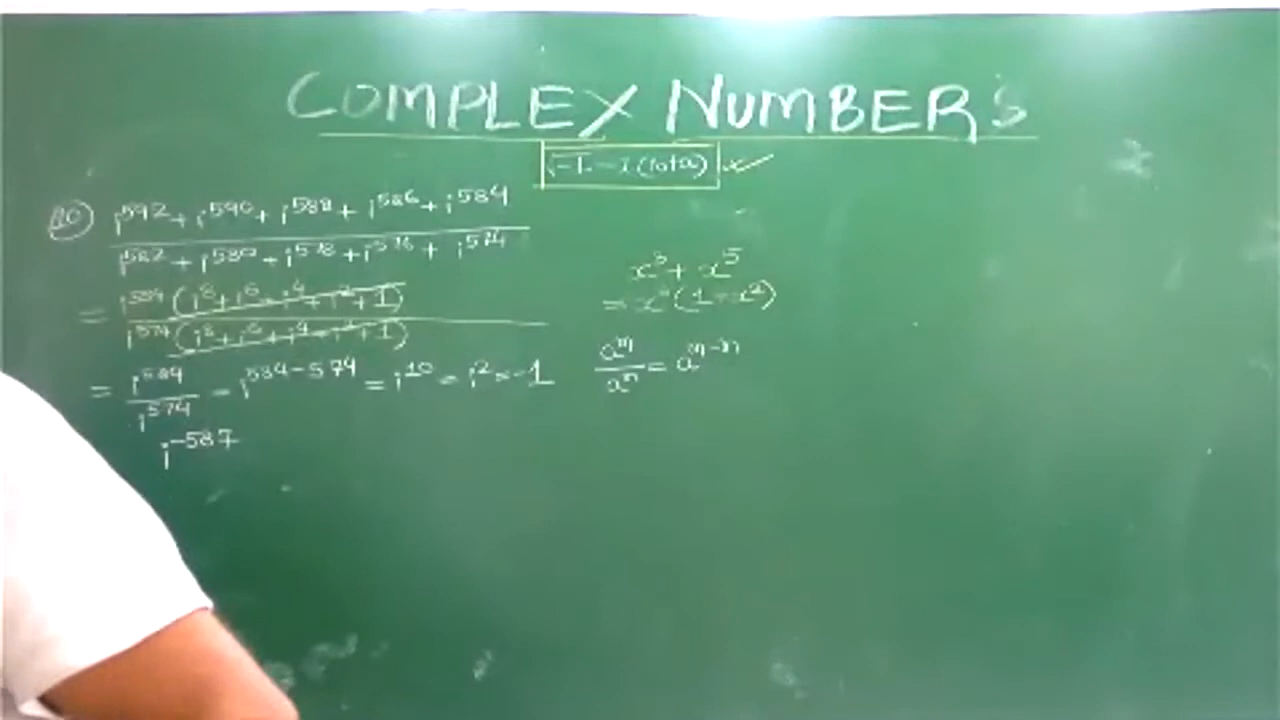 COMPLEX NUMBERS
√-1 = i (iota) ✓
20) i^592 + i^590 + i^588 + i^586 + i^584
i^582 + i^580 + i^578 + i^576 + i^574
= i^584 (i^8 + i^6 + i^4 + i^2 + 1)
i^574 (i^8 + i^6 + i^4 + i^2 + 1)
= i^584 / i^574 = i^584-574 = i^10 = i^2 = -1
i^-587
x^3 + x^5
= x^3 (1 + x^2)
a^m / a^n = a^m-n